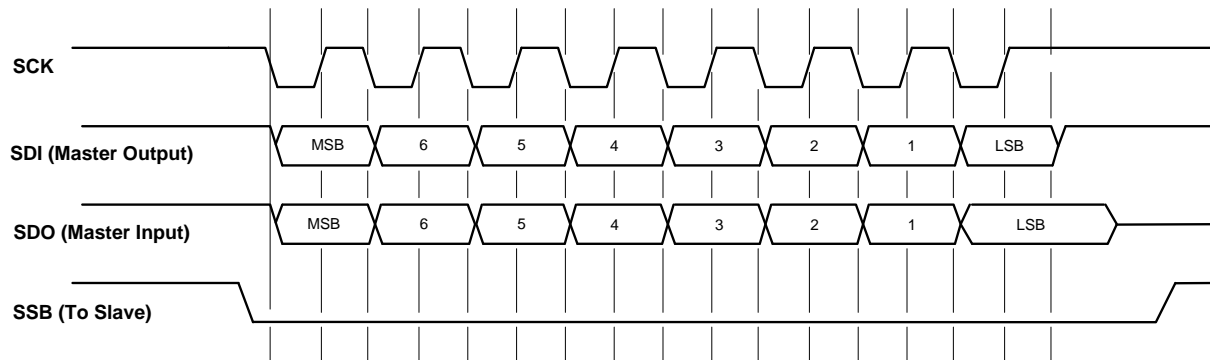 SCK
SDI (Master Output) MSB 6 5 4 3 2 1 LSB
SDO (Master Input) MSB 6 5 4 3 2 1 LSB
SSB (To Slave)